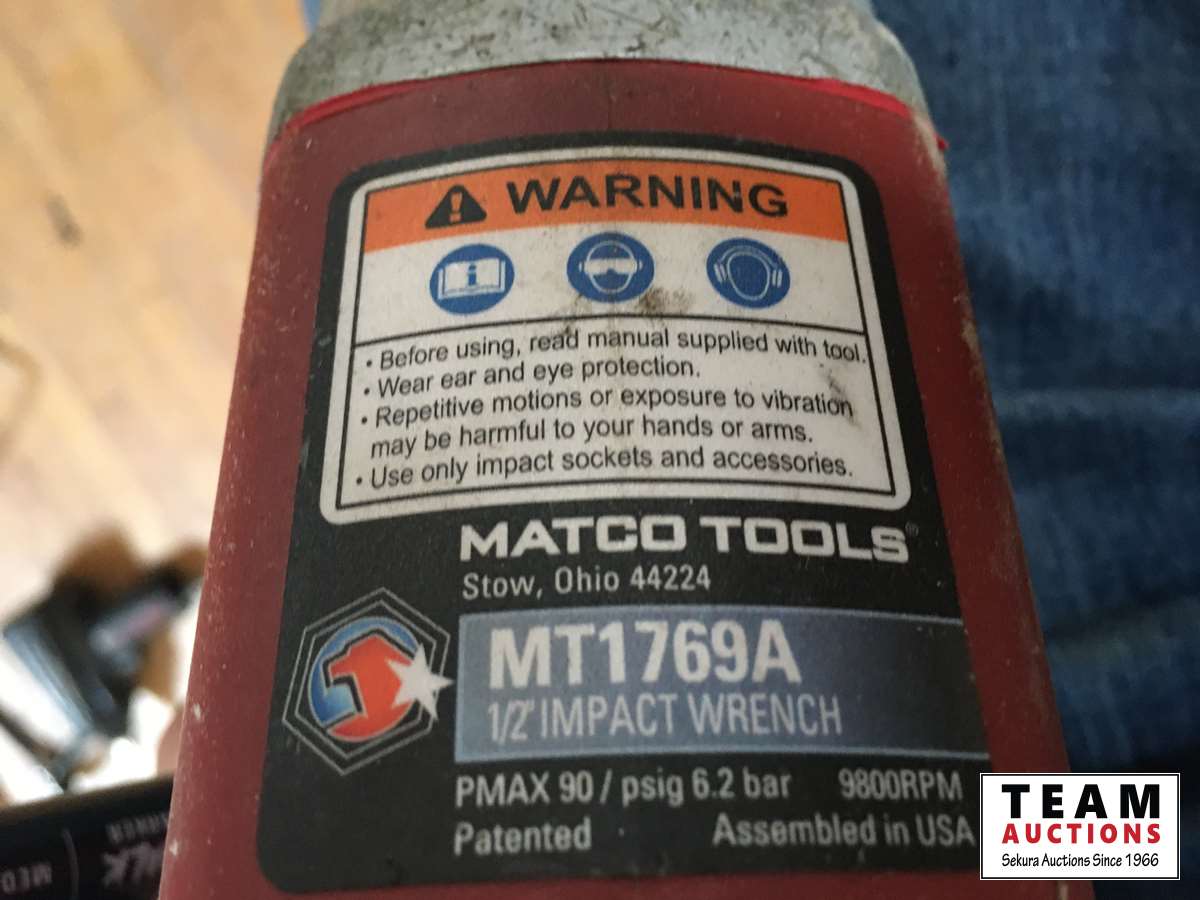 WARNING
• Before using, read manual supplied with tool.
• Wear ear and eye protection.
• Repetitive motions or exposure to vibration
may be harmful to your hands or arms.
• Use only impact sockets and accessories.
MATCO TOOLS®
Stow, Ohio 44224
MT1769A
1/2" IMPACT WRENCH
PMAX 90 / psig 6.2 bar 9800RPM
Patented Assembled in USA
TEAM
AUCTIONS
Sekura Auctions Since 1966